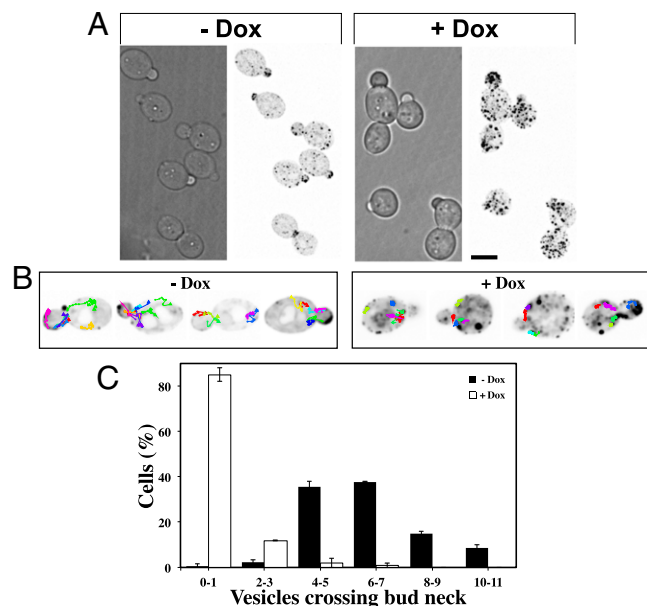 A
- Dox
+ Dox
B
- Dox
+ Dox
C
- Dox
+ Dox
Cells (%)
80
60
40
20
0
0-1 2-3 4-5 6-7 8-9 10-11
Vesicles crossing bud neck